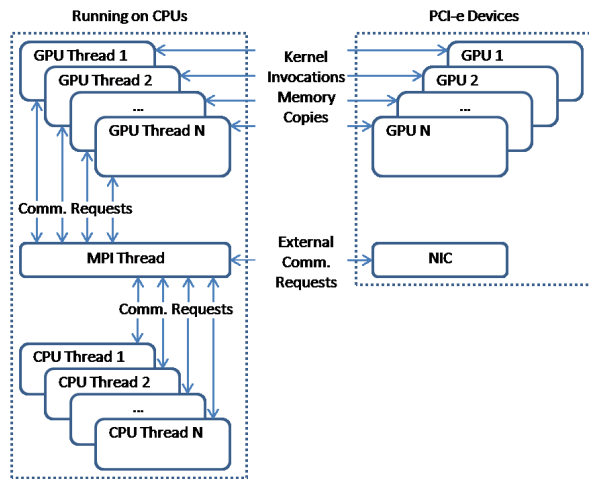 Running on CPUs
PCI-e Devices
GPU Thread 1
GPU Thread 2
...
GPU Thread N
Kernel
Invocations
Memory
Copies
GPU 1
GPU 2
...
GPU N
Comm. Requests
MPI Thread
External
Comm.
Requests
NIC
Comm. Requests
CPU Thread 1
CPU Thread 2
...
CPU Thread N